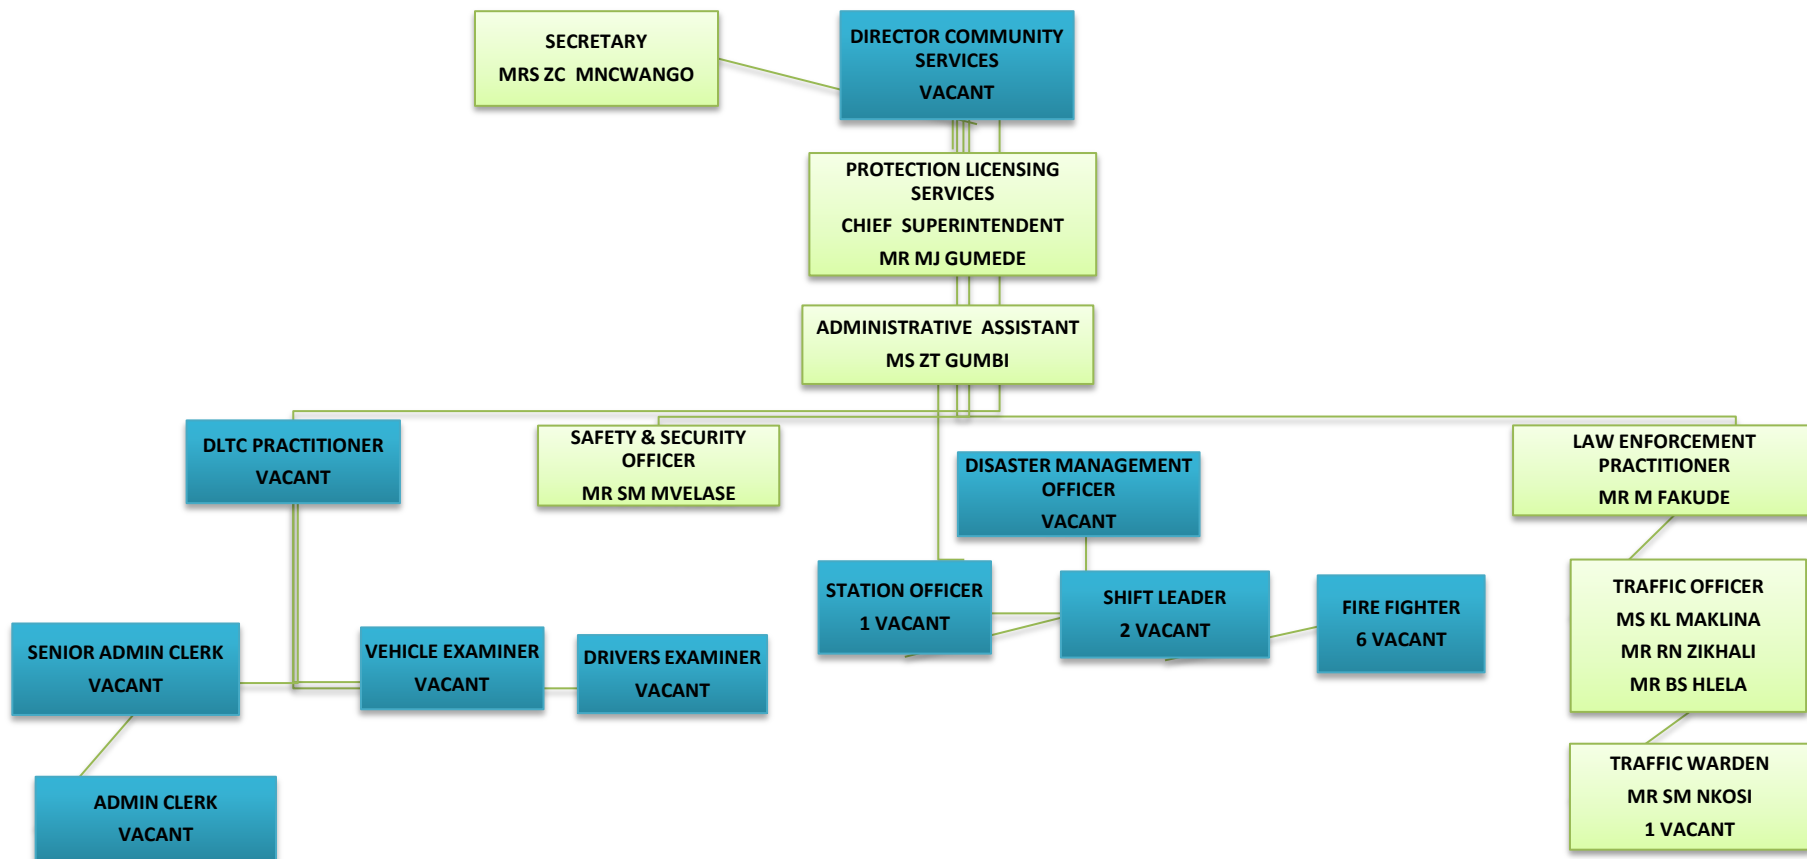 SECRETARY
MRS ZC MNCWANGO
DIRECTOR COMMUNITY
SERVICES
VACANT
PROTECTION LICENSING
SERVICES
CHIEF SUPERINTENDENT
MR MJ GUMEDE
ADMINISTRATIVE ASSISTANT
MS ZT GUMBI
DLTC PRACTITIONER
VACANT
SAFETY & SECURITY
OFFICER
MR SM MVELASE
DISASTER MANAGEMENT
OFFICER
VACANT
LAW ENFORCEMENT
PRACTITIONER
MR M FAKUDE
STATION OFFICER
1 VACANT
SHIFT LEADER
2 VACANT
FIRE FIGHTER
6 VACANT
TRAFFIC OFFICER
MS KL MAKLINA
MR RN ZIKHALI
MR BS HLELA
SENIOR ADMIN CLERK
VACANT
VEHICLE EXAMINER
VACANT
DRIVERS EXAMINER
VACANT
TRAFFIC WARDEN
MR SM NKOSI
1 VACANT
ADMIN CLERK
VACANT